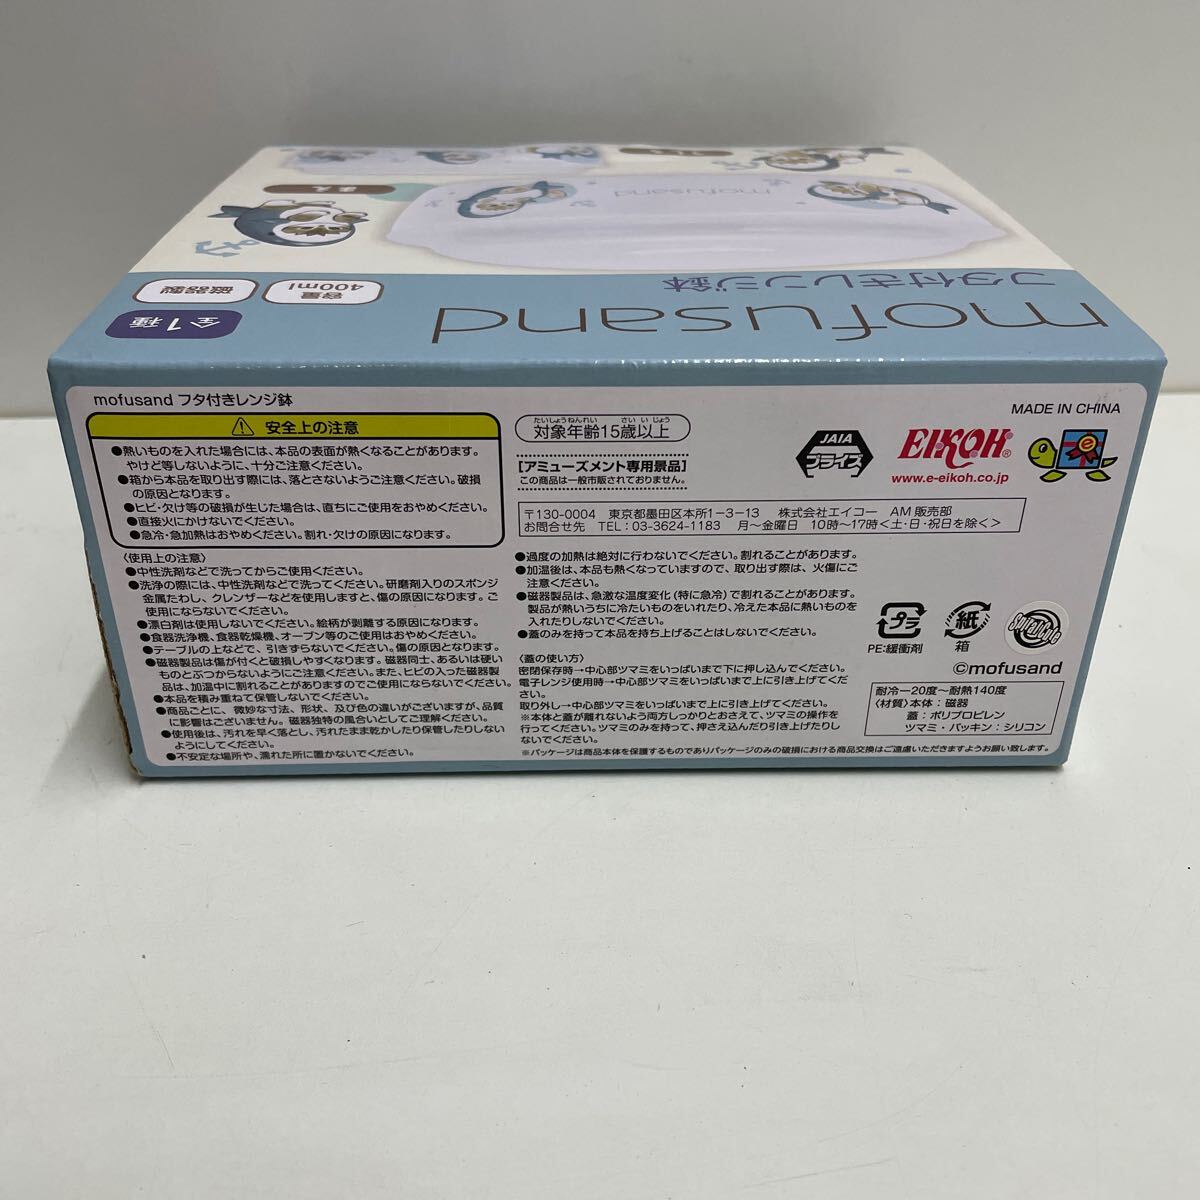 mofusand
ほん
mofusand
フタ付きレンジ鉢
容量
400ml
磁器製
全1種
mofusand フタ付きレンジ鉢
安全上の注意
●熱いものを入れた場合には、本品の表面が熱くなることがあります。
やけど等しないように、十分ご注意ください。
●箱から本品を取り出す際には、落とさないようご注意ください。破損
の原因となります。
●ヒビ・欠け等の破損が生じた場合は、直ちにご使用をおやめください。
●直接火にかけないでください。
●急冷・急加熱はおやめください。割れ・欠けの原因になります。
〈使用上の注意〉
●中性洗剤などで洗ってからご使用ください。
●洗浄の際には、中性洗剤などで洗ってください。研磨剤入りのスポンジ
金属たわし、クレンザーなどを使用しますと、傷の原因になります。ご
使用にならないでください。
●漂白剤は使用しないでください。絵柄が剥離する原因になります。
●食器洗浄機、食器乾燥機、オーブン等のご使用はおやめください。
●テーブルの上などで、引きずらないでください。傷の原因となります。
●磁器製品は傷が付くと破損しやすくなります。磁器同士、あるいは硬い
ものとぶつからないようにご注意ください。また、ヒビの入った磁器製
品は、加温中に割れることがありますのでご使用にならないでください。
●本品を積み重ねて保管しないでください。
●商品ごとに、微妙な寸法、形状、及び色の違いがございますが、品質
に影響はございません。磁器独特の風合いとしてご理解ください。
●使用後は、汚れを早く落とし、汚れたまま乾かしたり保管したりしない
ようにしてください。
●不安定な場所や、濡れた所に置かないでください。
たいしょうねんれい さいいじょう
対象年齢15歳以上
[アミューズメント専用景品]
この商品は一般市販されておりません。
JAIA
プライズ
EIKOH®
www.e-eikoh.co.jp
MADE IN CHINA
〒130-0004 東京都墨田区本所1-3-13 株式会社エイコー AM販売部
お問合せ先 TEL:03-3624-1183 月～金曜日 10時～17時<土・日・祝日を除く>
●過度の加熱は絶対に行わないでください。割れることがあります。
●加温後は、本品も熱くなっていますので、取り出す際は、火傷にご
注意ください。
●磁器製品は、急激な温度変化(特に急冷)で割れることがあります。
製品が熱いうちに冷たいものをいれたり、冷えた本品に熱いものを
入れたりしないでください。
●蓋のみを持って本品を持ち上げることはしないでください。
〈蓋の使い方〉
密閉保存時→中心部ツマミをいっぱいまで下に押し込んでください。
電子レンジ使用時→中心部ツマミをいっぱいまで上に引き上げてくだ
さい。
取り外し→中心部ツマミをいっぱいまで上に引き上げてください。
※本体と蓋が離れないよう両方しっかりとおさえて、ツマミの操作を
行ってください。ツマミのみを持って、押さえ込んだり引き上げたりし
ないでください。
※パッケージは商品本体を保護するものでありパッケージのみの破損における商品交換はご遠慮いただきますようお願い致します。
プラ
PE:緩衝剤
紙
箱
©mofusand
耐冷－20度～耐熱140度
〈材質〉本体：磁器
蓋：ポリプロピレン
ツマミ・パッキン：シリコン